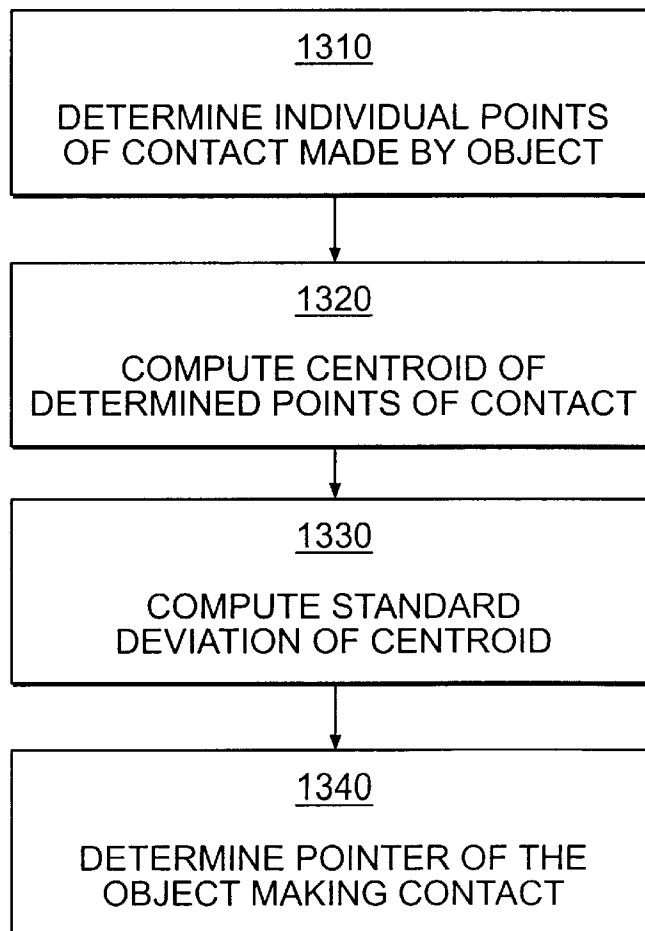 1310
DETERMINE INDIVIDUAL POINTS
OF CONTACT MADE BY OBJECT
1320
COMPUTE CENTROID OF
DETERMINED POINTS OF CONTACT
1330
COMPUTE STANDARD
DEVIATION OF CENTROID
1340
DETERMINE POINTER OF THE
OBJECT MAKING CONTACT